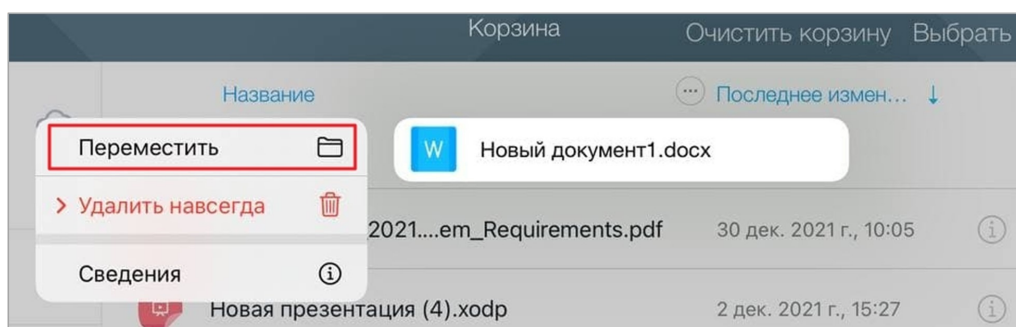 Корзина Очистить корзину Выбрать
Название Последнее измен... ↓
Переместить
W Новый документ1.docx
Удалить навсегда
2021....em_Requirements.pdf 30 дек. 2021 г., 10:05
Сведения
Новая презентация (4).xodp 2 дек. 2021 г., 15:27